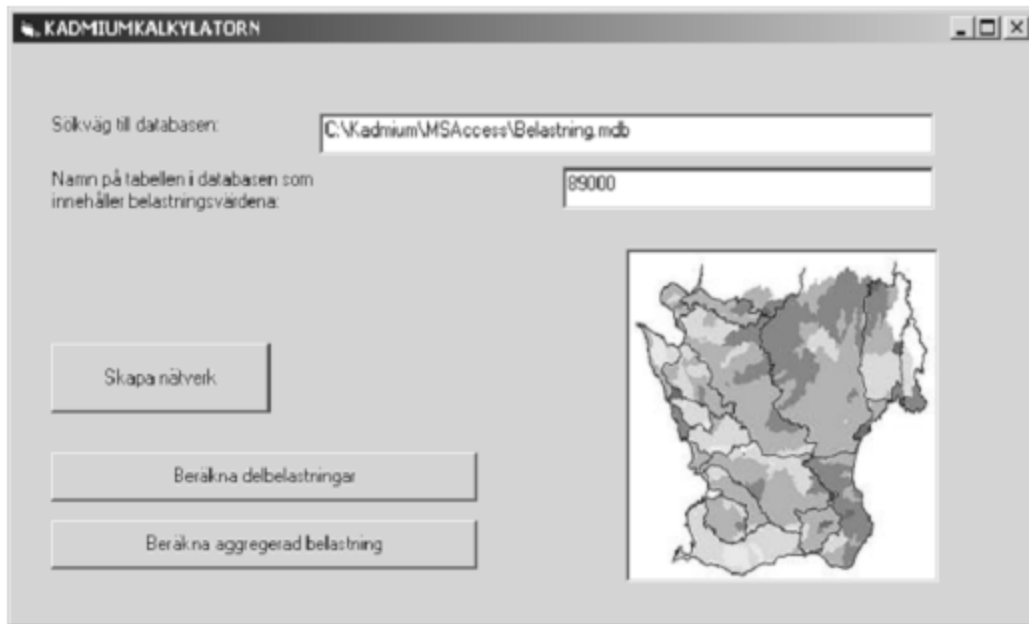 KADMIUMKALKYLATORN
Sökväg till databasen:
C:\Kadmium\MSAccess\Belastning.mdb
Namn på tabellen i databasen som
innehåller belastningsvärdena:
89000
Skapa nätverk
Beräkna delbelastningar
Beräkna aggregerad belastning